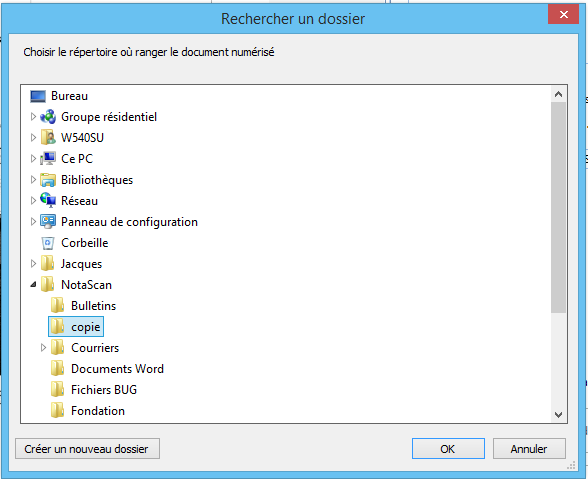 Rechercher un dossier
Choisir le répertoire où ranger le document numérisé
Bureau
Groupe résidentiel
W540SU
Ce PC
Bibliothèques
Réseau
Panneau de configuration
Corbeille
Jacques
NotaScan
Bulletins
copie
Courriers
Documents Word
Fichiers BUG
Fondation
Créer un nouveau dossier
OK
Annuler